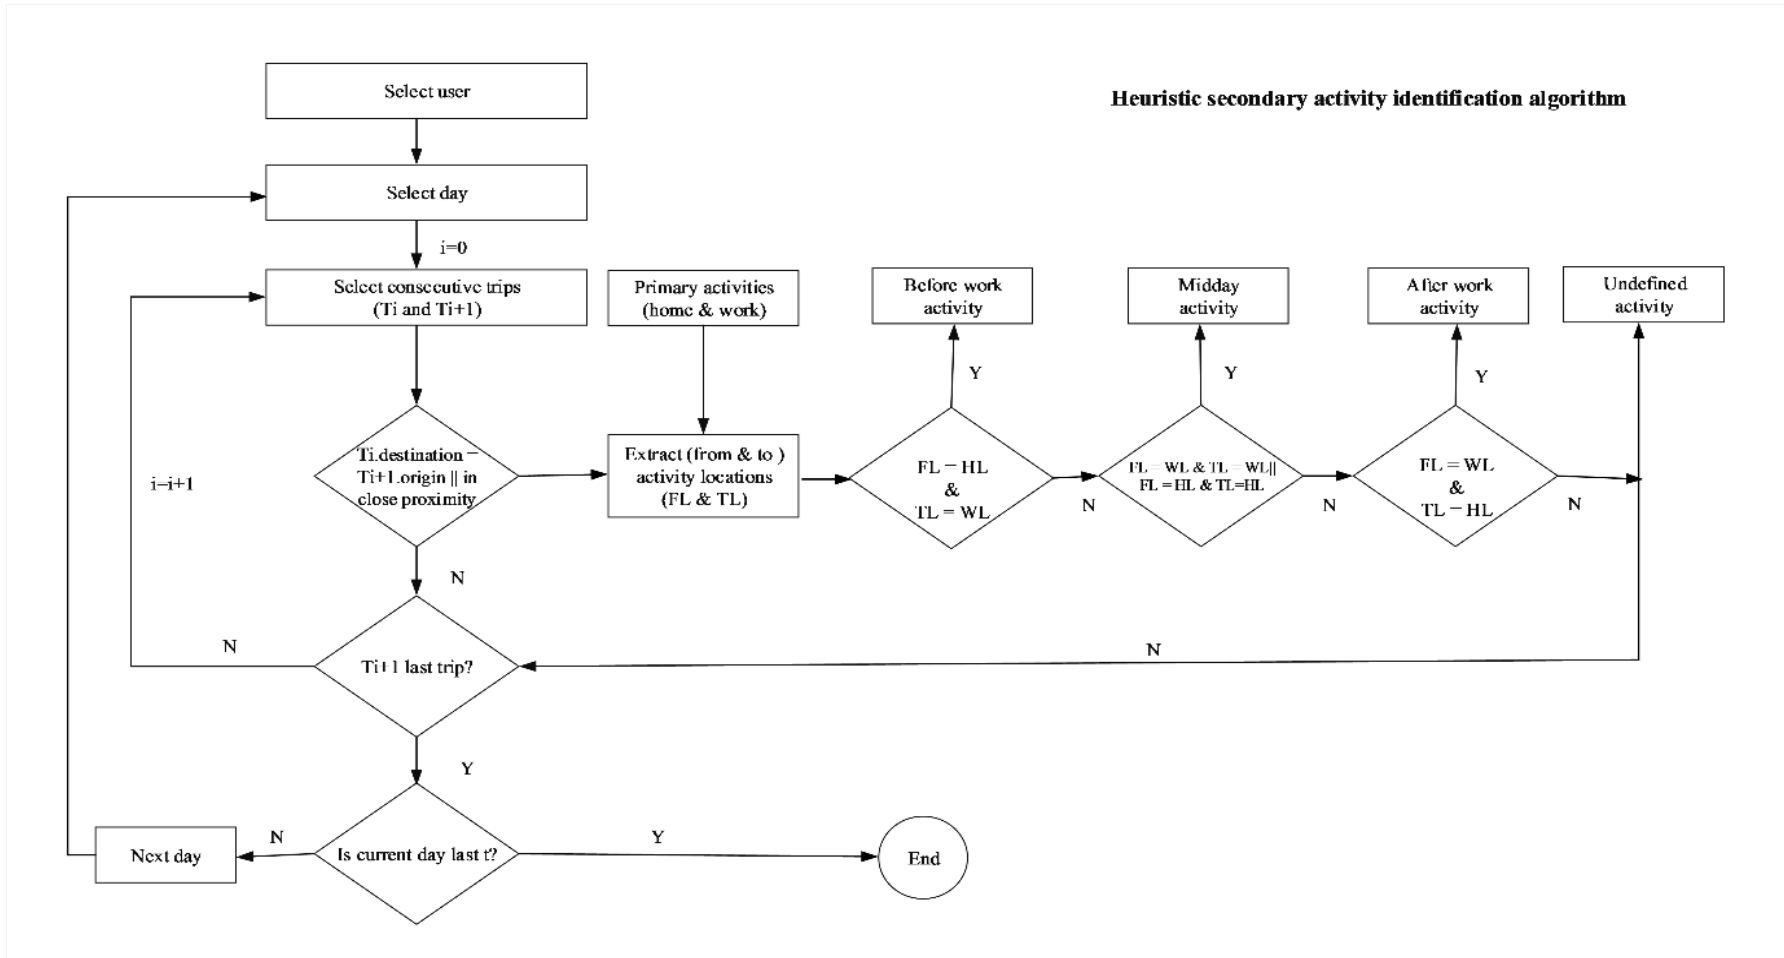 Heuristic secondary activity identification algorithm
Select user
Select day
i=0
Select consecutive trips
(Ti and Ti+1)
Primary activities
(home & work)
Before work
activity
Midday
activity
After work
activity
Undefined
activity
Y
Y
Y
i=i+1
Ti.destination =
Ti+1.origin || in
close proximity
Extract (from & to )
activity locations
(FL & TL)
FL = HL
&
TL = WL
N
FL = WL & TL = WL||
FL = HL & TL=HL
N
FL = WL
&
TL = HL
N
N
N
Ti+1 last trip?
N
Y
Next day
N
Is current day last t?
Y
End